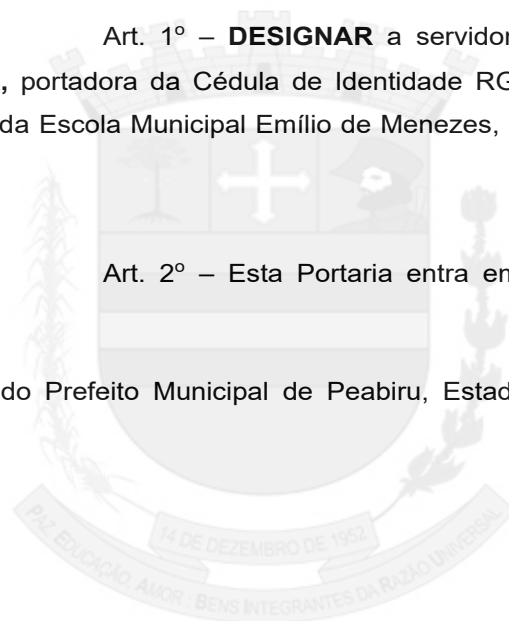 Art. 1º – DESIGNAR a servidor
, portadora da Cédula de Identidade RG
da Escola Municipal Emílio de Menezes,
Art. 2º – Esta Portaria entra en
do Prefeito Municipal de Peabiru, Estad
14 DE DEZEMBRO DE 1952
PAZ, EDUCAÇÃO, AMOR : BENS INTEGRANTES DA RAZÃO UNIVERSAL